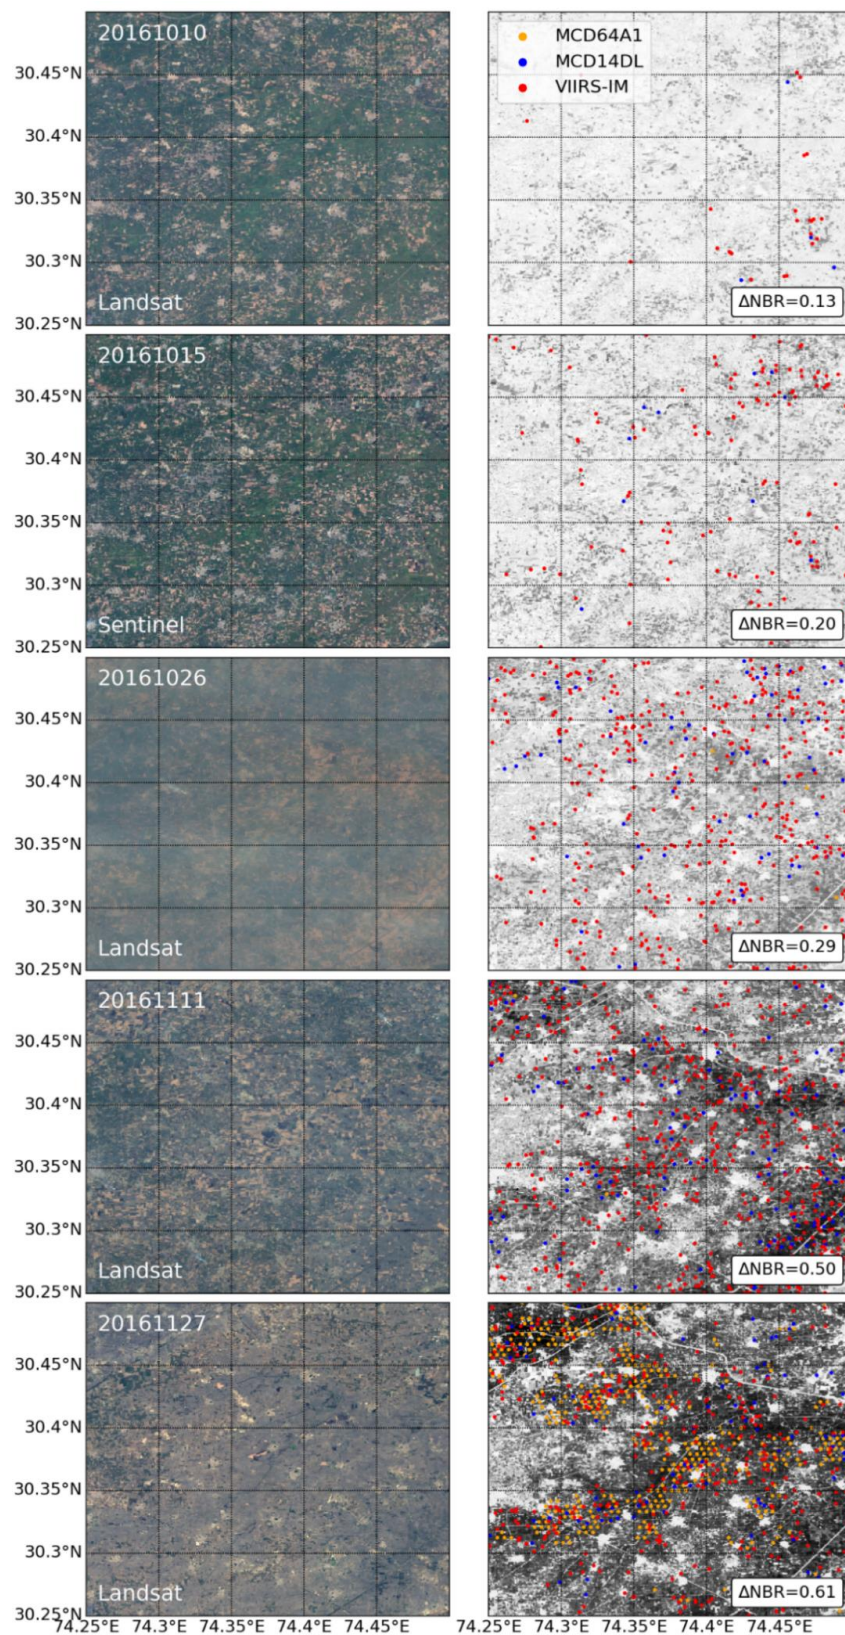 20161010
30.45°N
30.4°N
30.35°N
30.3°N
30.25°N
Landsat
MCD64A1
MCD14DL
VIIRS-IM
ΔNBR=0.13
20161015
30.45°N
30.4°N
30.35°N
30.3°N
30.25°N
Sentinel
ΔNBR=0.20
20161026
30.45°N
30.4°N
30.35°N
30.3°N
30.25°N
Landsat
ΔNBR=0.29
20161111
30.45°N
30.4°N
30.35°N
30.3°N
30.25°N
Landsat
ΔNBR=0.50
20161127
30.45°N
30.4°N
30.35°N
30.3°N
30.25°N
Landsat
ΔNBR=0.61
74.25°E 74.3°E 74.35°E 74.4°E 74.45°E 74.25°E 74.3°E 74.35°E 74.4°E 74.45°E